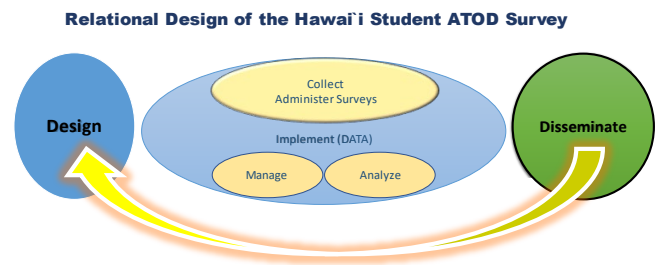 Relational Design of the Hawai`i Student ATOD Survey
Collect
Administer Surveys
Design
Implement (DATA)
Disseminate
Manage
Analyze